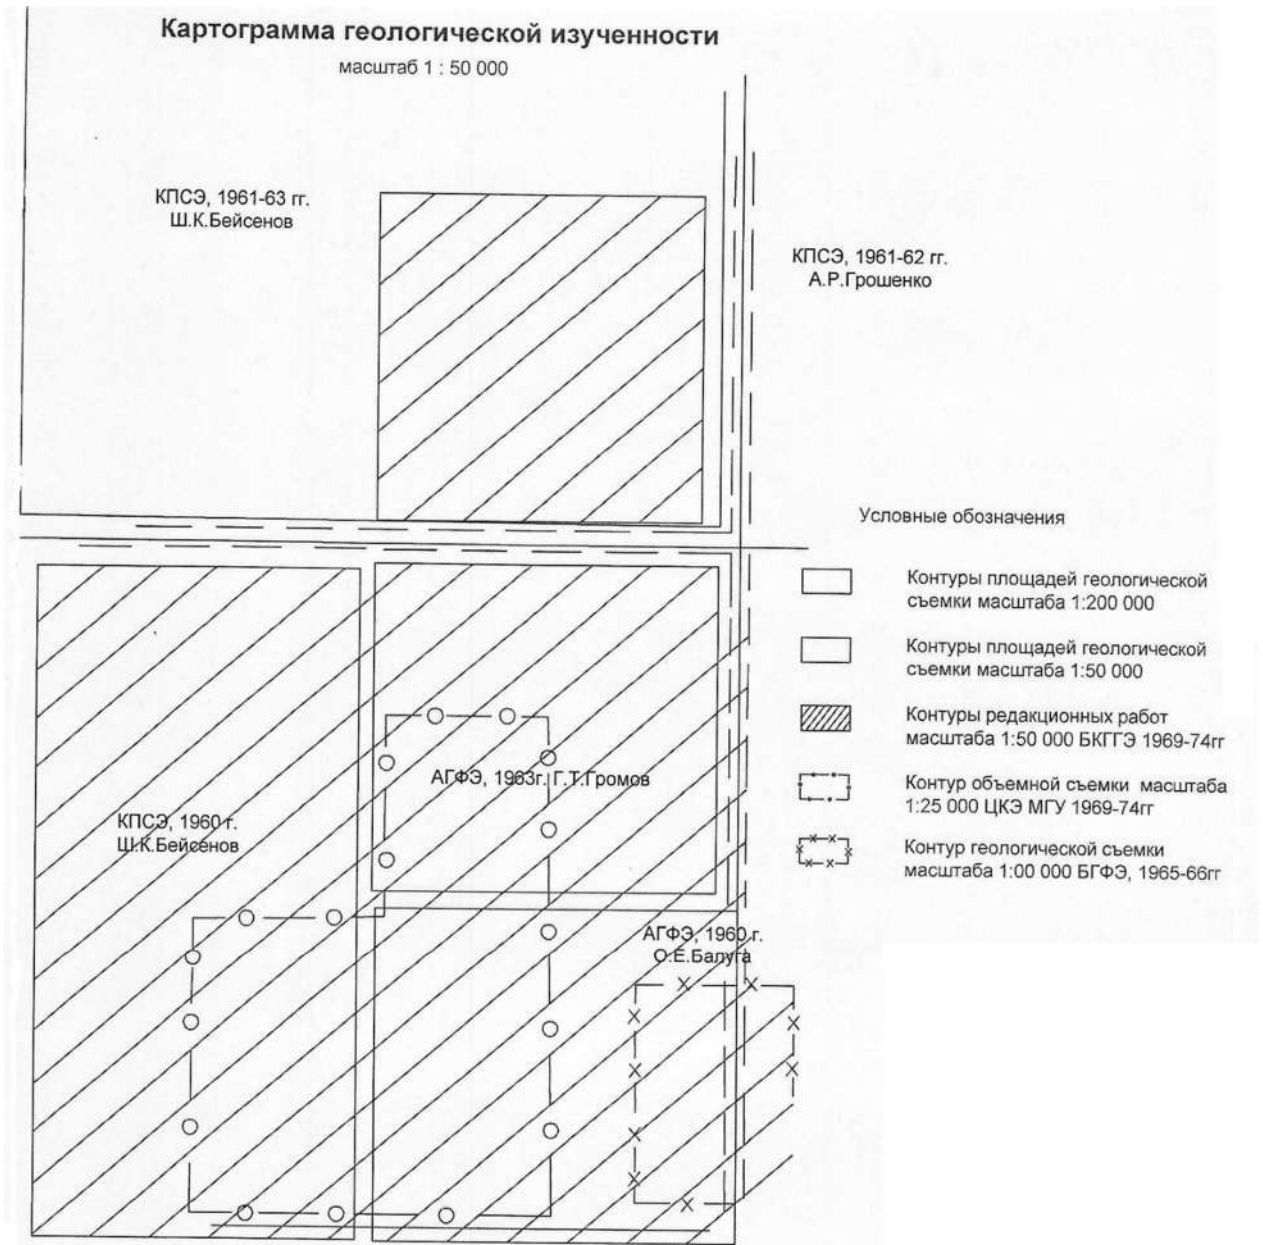 Картограмма геологической изученности
масштаб 1 : 50 000
КПСЭ, 1961-63 гг.
Ш.К.Бейсенов
КПСЭ, 1961-62 гг.
А.Р.Грошенко
АГФЭ, 1963г. Г.Т.Громов
КПСЭ, 1960 г.
Ш.К.Бейсенов
АГФЭ, 1960 г.
О.Е.Балуга
Условные обозначения
Контуры площадей геологической
съемки масштаба 1:200 000
Контуры площадей геологической
съемки масштаба 1:50 000
Контуры редакционных работ
масштаба 1:50 000 БКГГЭ 1969-74гг
Контур объемной съемки масштаба
1:25 000 ЦКЭ МГУ 1969-74гг
Контур геологической съемки
масштаба 1:00 000 БГФЭ, 1965-66гг